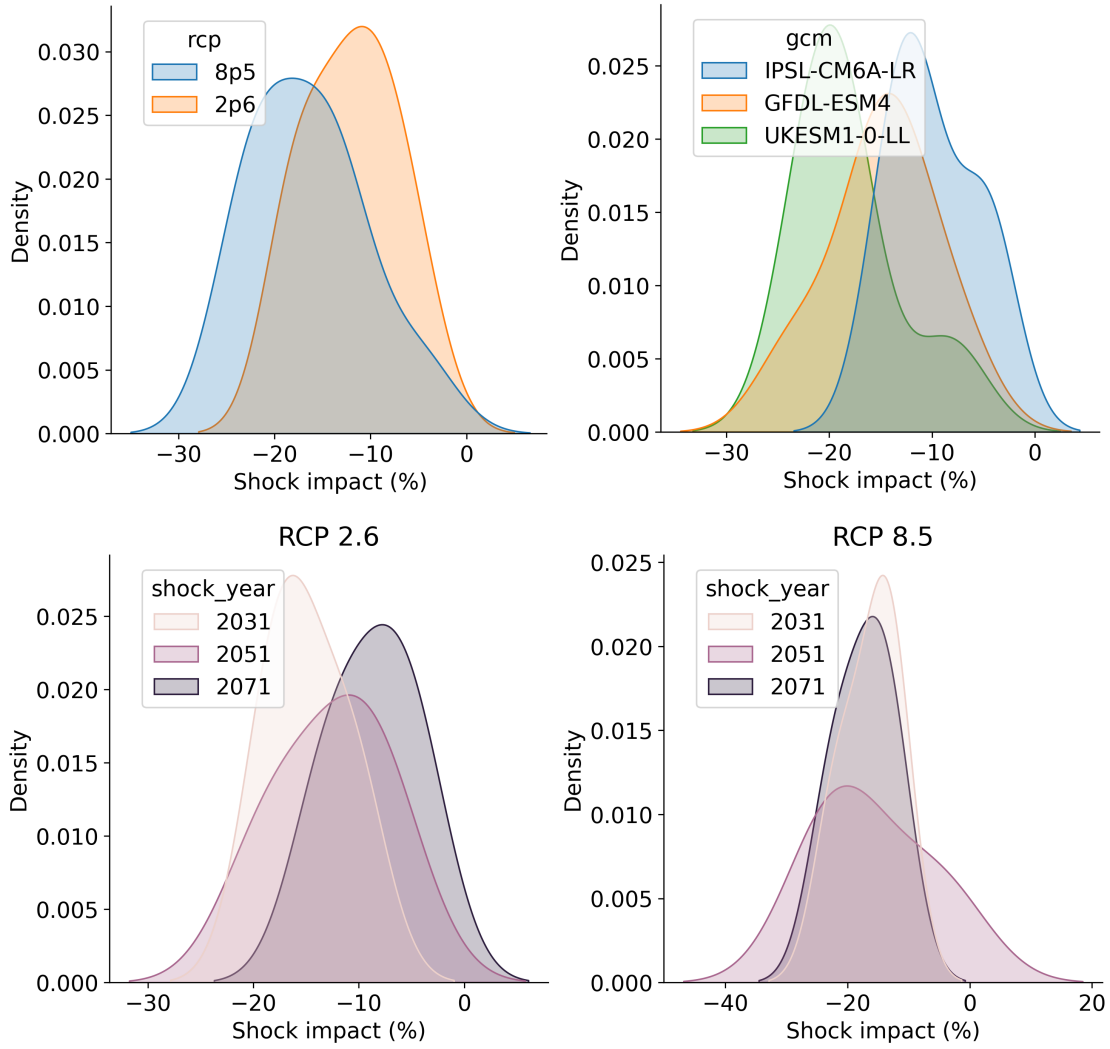 rcp
8p5
2p6
0.030
0.025
0.020
0.015
0.010
0.005
0.000
Density
−30
−20
−10
0
Shock impact (%)
gcm
IPSL-CM6A-LR
GFDL-ESM4
UKESM1-0-LL
0.025
0.020
0.015
0.010
0.005
0.000
Density
−30
−20
−10
0
Shock impact (%)
RCP 2.6
shock_year
2031
2051
2071
0.025
0.020
0.015
0.010
0.005
0.000
Density
−30
−20
−10
0
Shock impact (%)
RCP 8.5
shock_year
2031
2051
2071
0.025
0.020
0.015
0.010
0.005
0.000
Density
−40
−20
0
20
Shock impact (%)